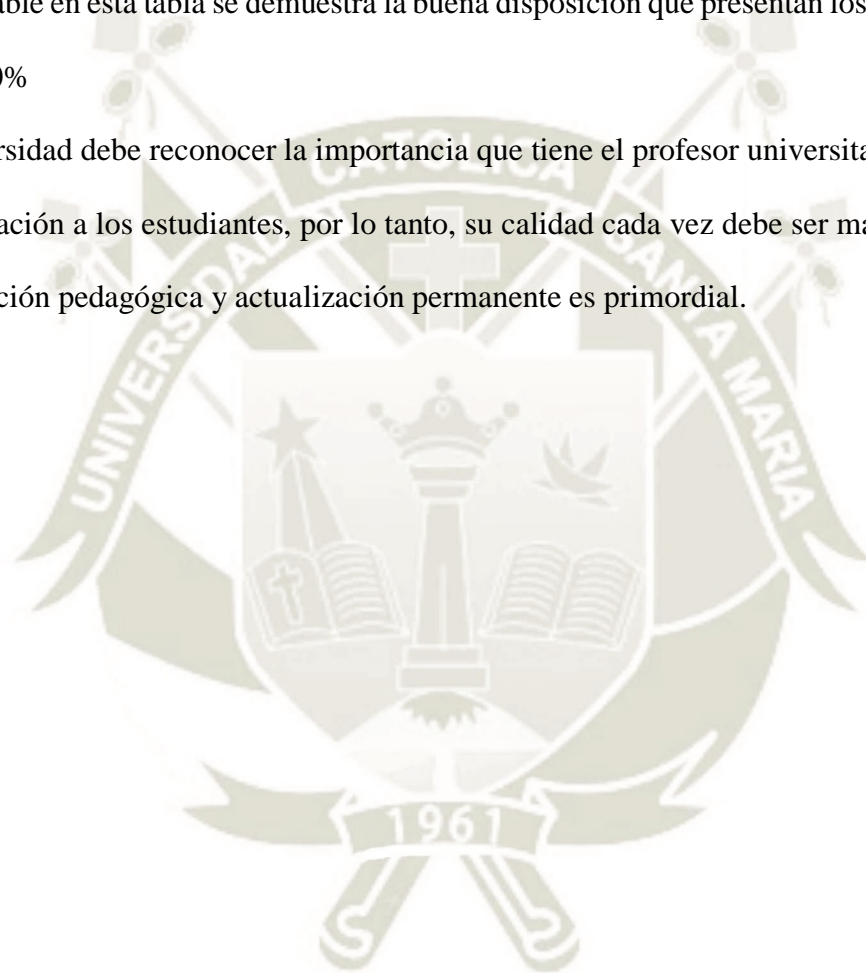 able en esta tabla se demuestra la buena disposición que presentan los
0%
rsidad debe reconocer la importancia que tiene el profesor universita
ación a los estudiantes, por lo tanto, su calidad cada vez debe ser ma
ción pedagógica y actualización permanente es primordial.
UNIVERSIDAD CATOLICA SANTA MARIA
1961